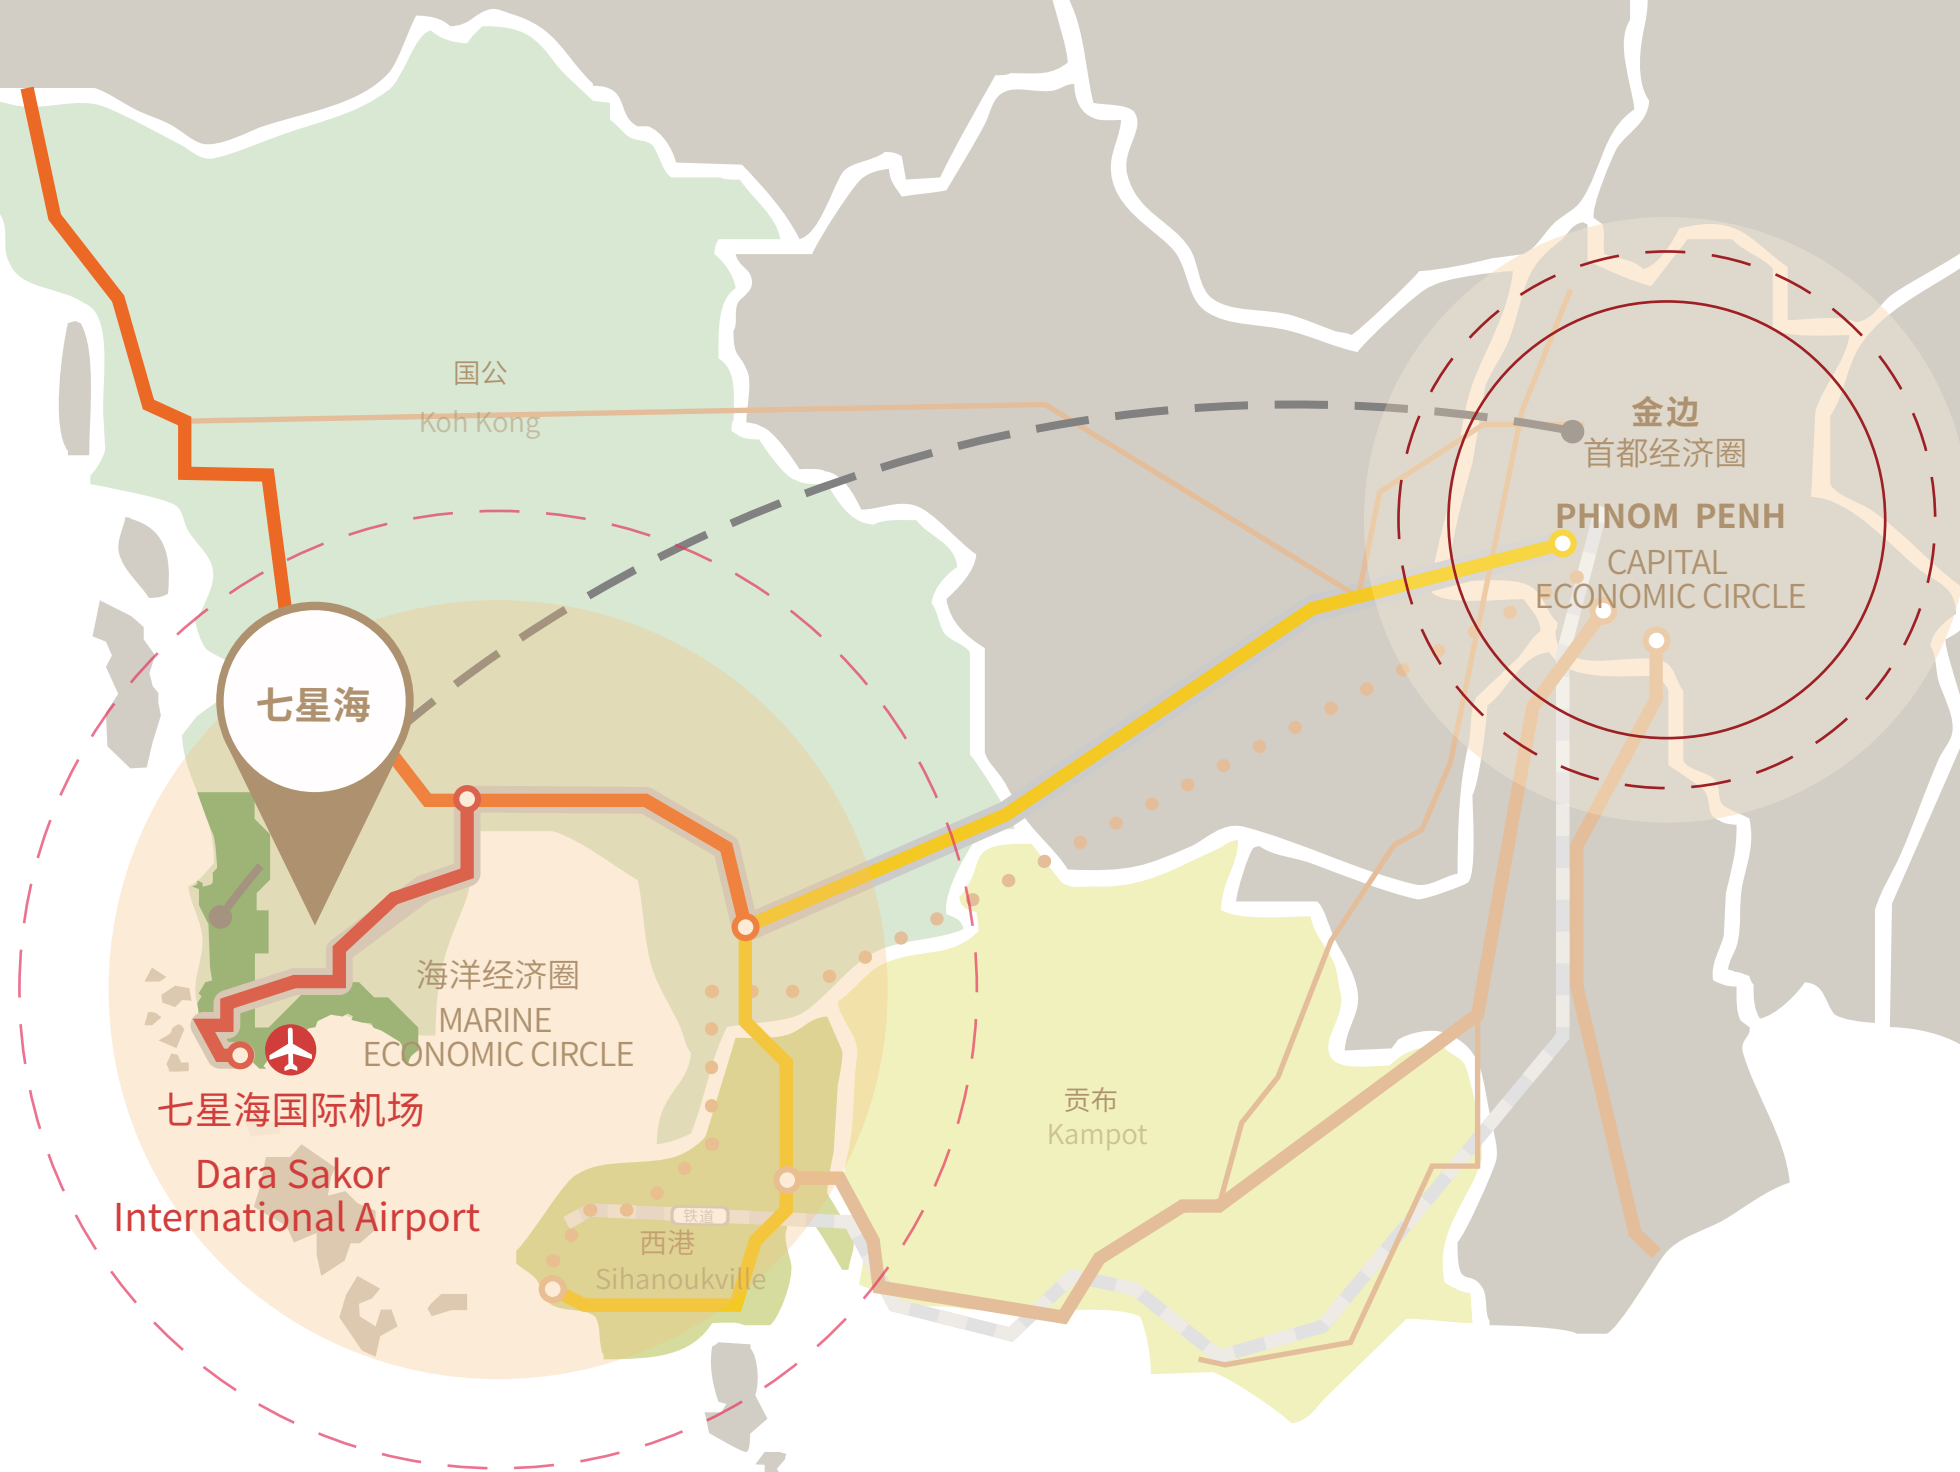 国公
Koh Kong
金边
首都经济圈
PHNOM PENH
CAPITAL
ECONOMIC CIRCLE
七星海
海洋经济圈
MARINE
ECONOMIC CIRCLE
七星海国际机场
Dara Sakor
International Airport
贡布
Kampot
铁道
西港
Sihanoukville